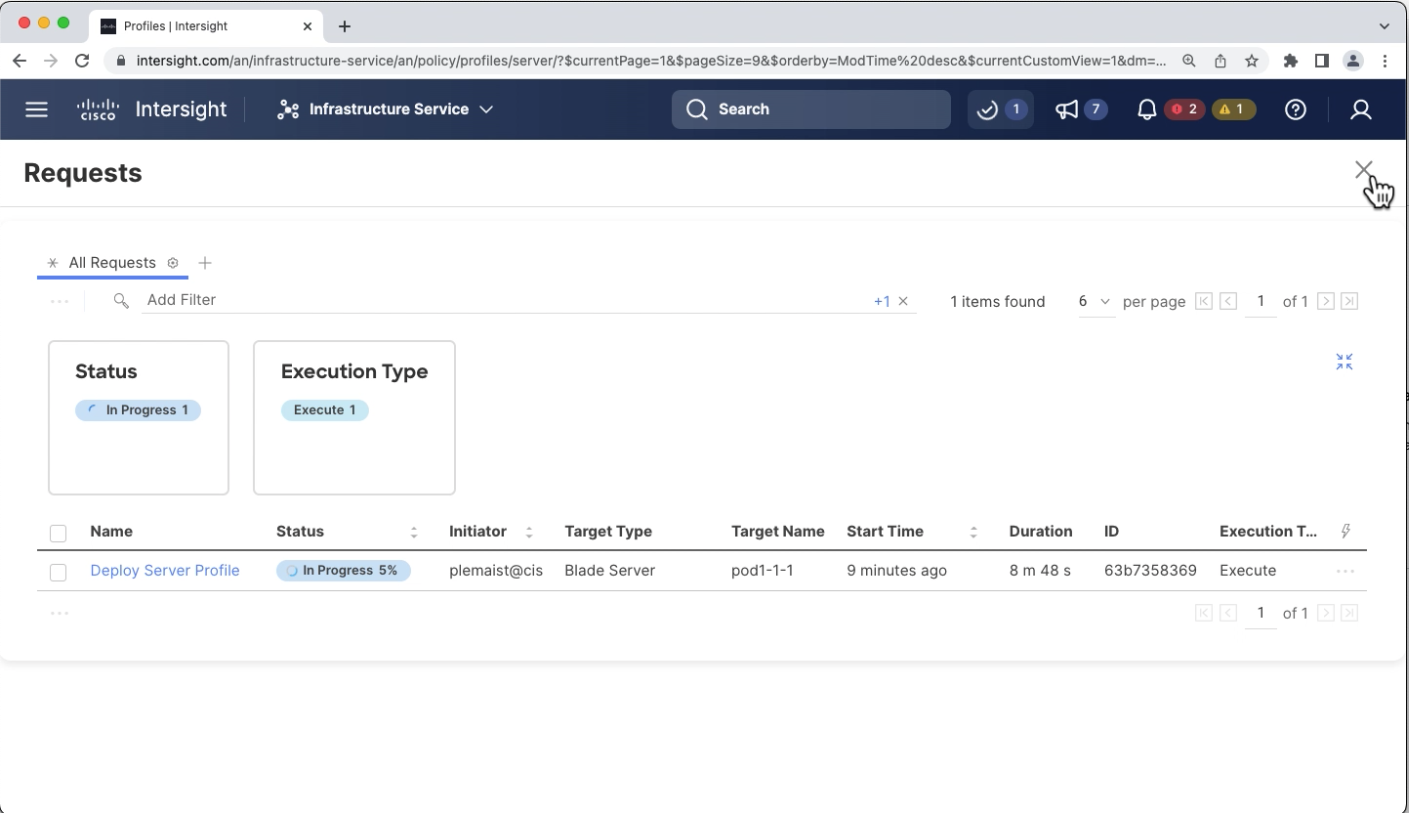 Profiles | Intersight
intersight.com/an/infrastructure-service/an/policy/profiles/server/?$currentPage=1&$pageSize=9&$orderby=ModTime%20desc&$currentCustomView=1&dm=...
CISCO Intersight Infrastructure Service Search 1 7 2 1
Requests
All Requests
Add Filter +1 1 items found 6 per page 1 of 1
Status Execution Type
In Progress 1 Execute 1
Name Status Initiator Target Type Target Name Start Time Duration ID Execution T...
Deploy Server Profile In Progress 5% plemaist@cis Blade Server pod1-1-1 9 minutes ago 8 m 48 s 63b7358369 Execute
1 of 1